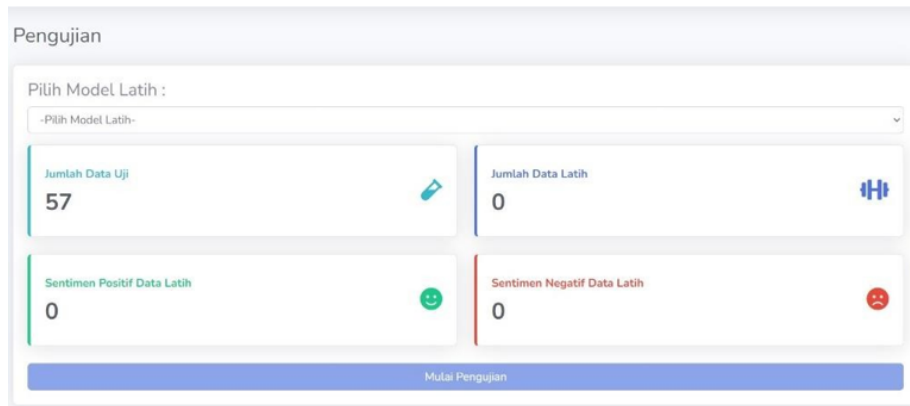 Pengujian
Pilih Model Latih :
-Pilih Model Latih-
Jumlah Data Uji
57
Jumlah Data Latih
0
Sentimen Positif Data Latih
0
Sentimen Negatif Data Latih
0
Mulai Pengujian